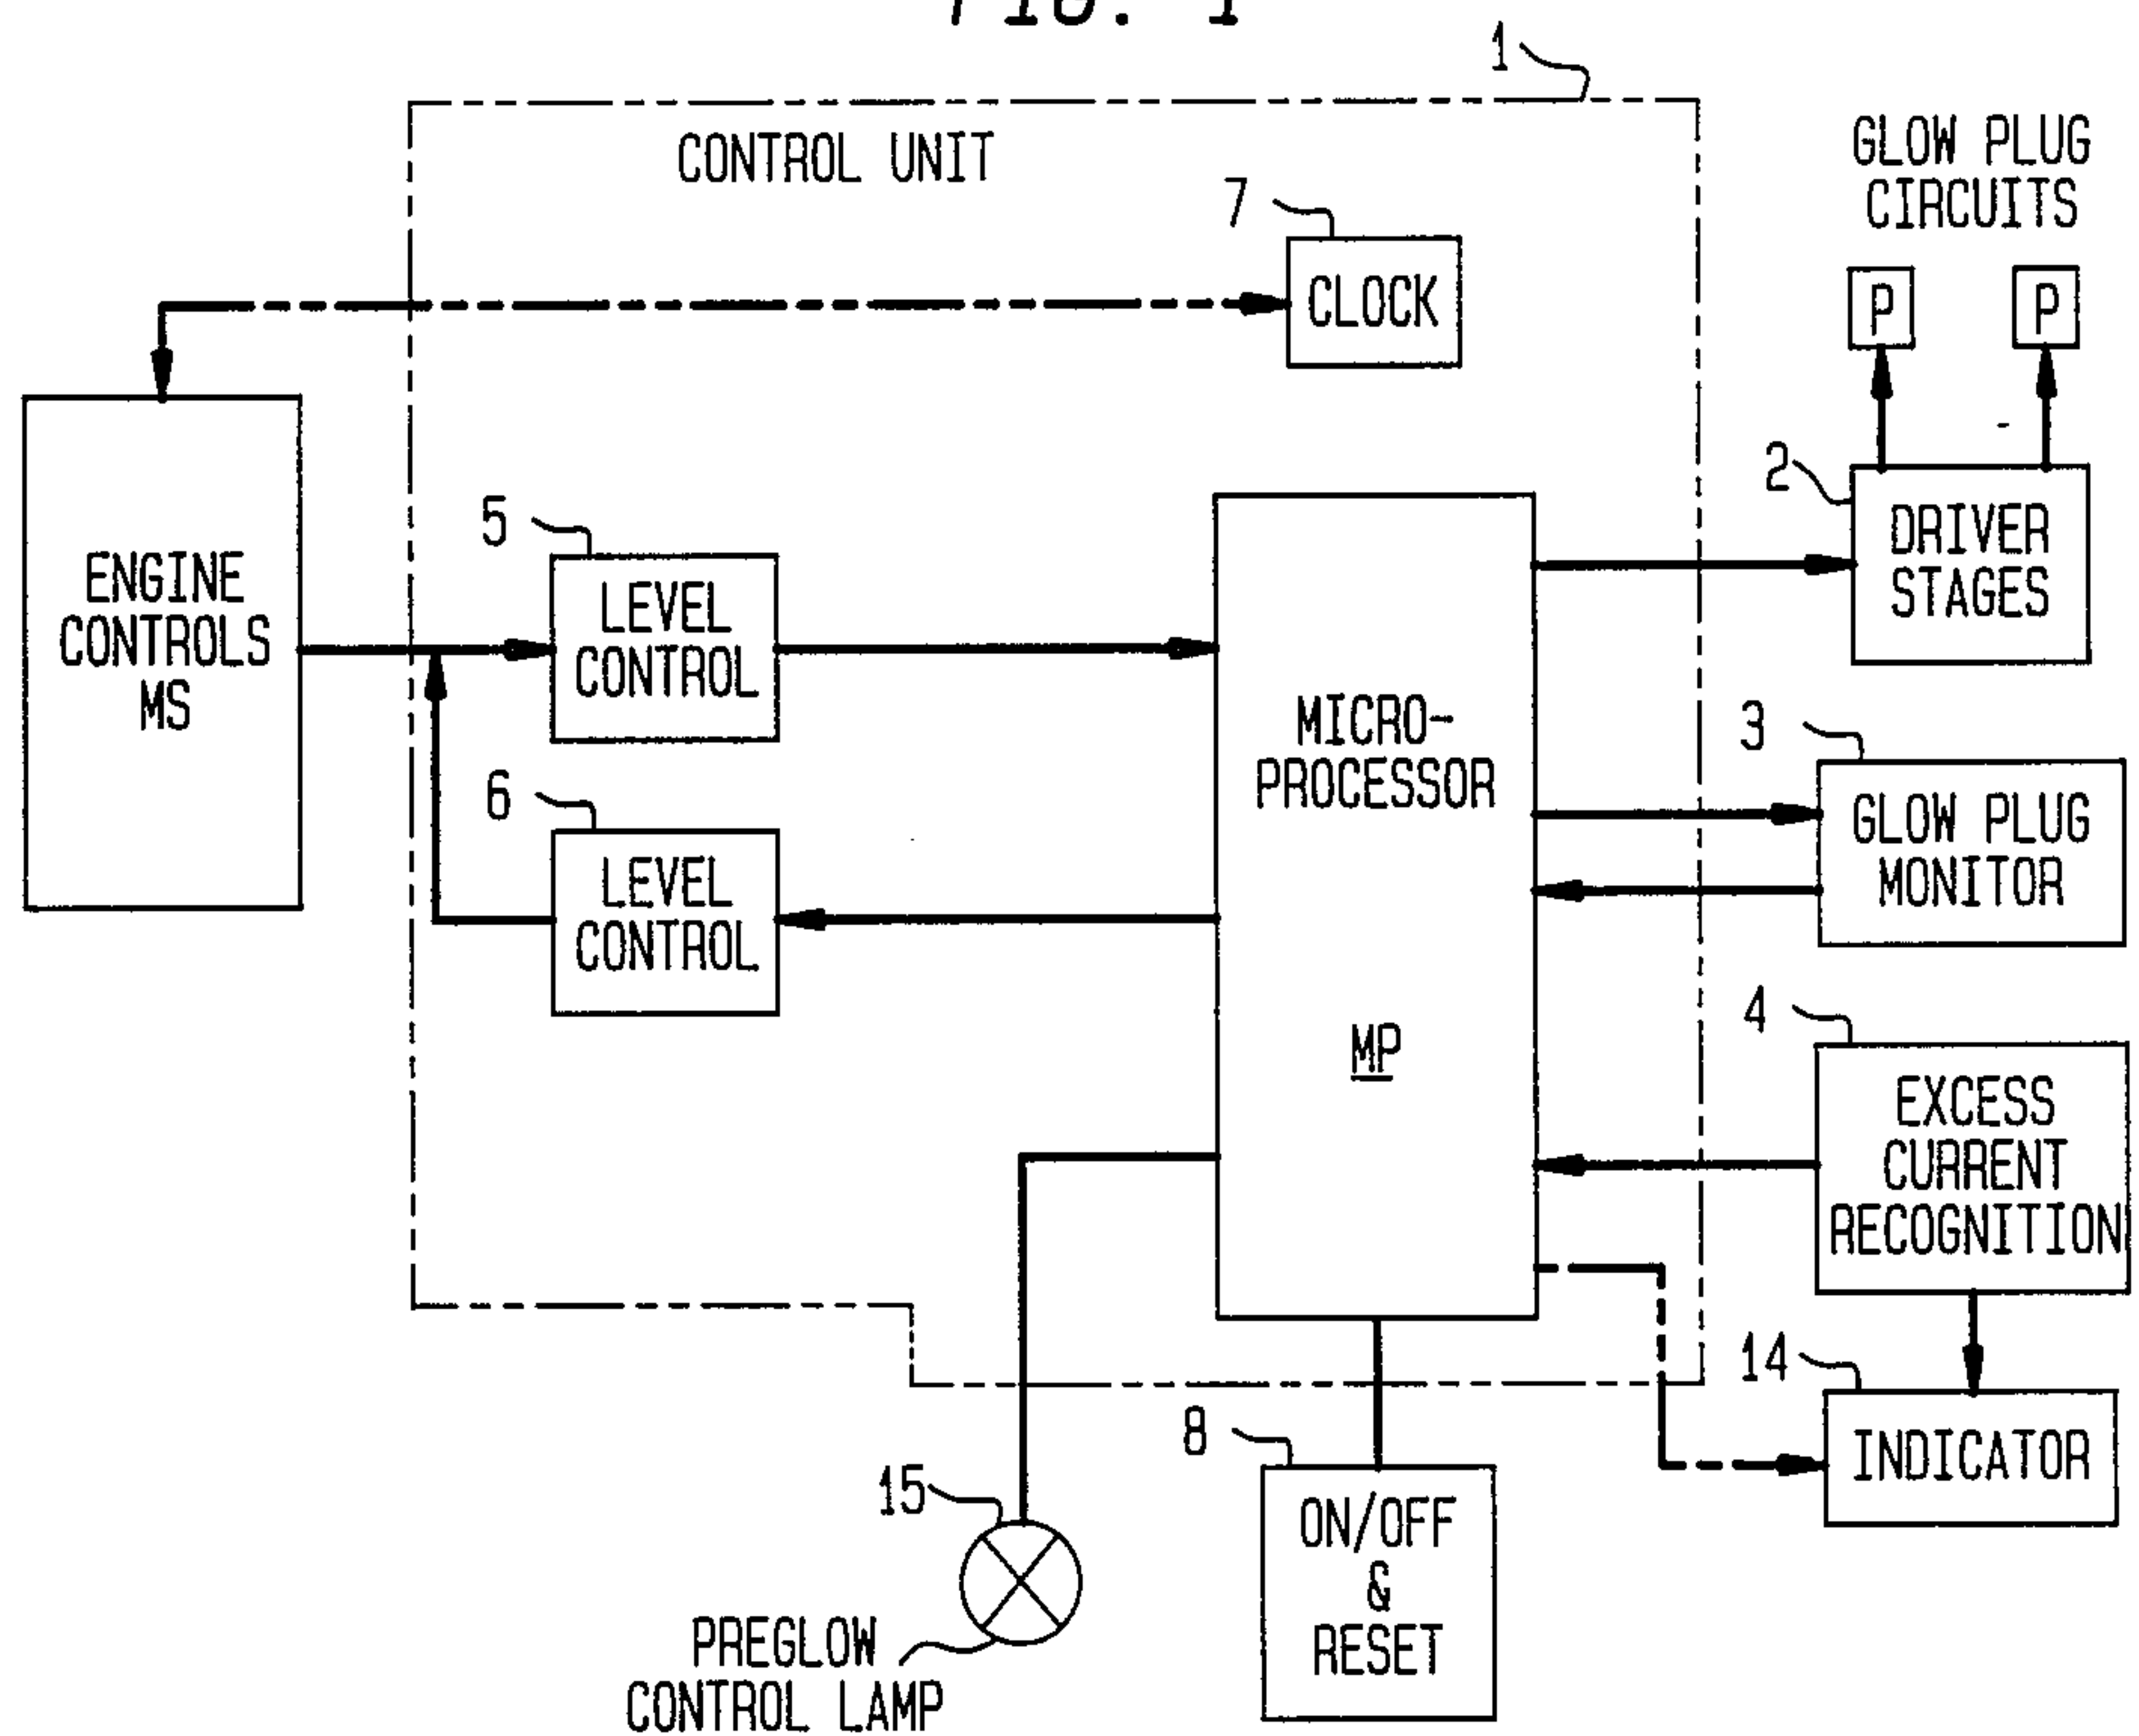 FIG. 1
1
CONTROL UNIT
GLOW PLUG
CIRCUITS
7
CLOCK
P
P
ENGINE
CONTROLS
MS
5
LEVEL
CONTROL
6
LEVEL
CONTROL
MICRO-
PROCESSOR
MP
2
DRIVER
STAGES
3
GLOW PLUG
MONITOR
4
EXCESS
CURRENT
RECOGNITION
14
INDICATOR
8
ON/OFF
&
RESET
15
PREGLOW
CONTROL LAMP